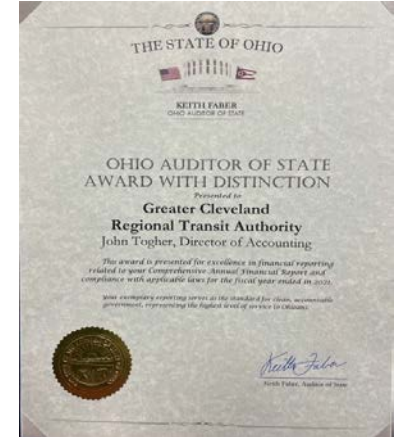 THE STATE OF OHIO
KEITH FABER
OHIO AUDITOR OF STATE
OHIO AUDITOR OF STATE
AWARD WITH DISTINCTION
Presented to
Greater Cleveland
Regional Transit Authority
John Togher, Director of Accounting
This award is presented for excellence in financial reporting
related to your Comprehensive Annual Financial Report and
compliance with applicable laws for the fiscal year ended in 2021.
Your exemplary reporting serves as the standard for clean, accountable
government, representing the highest level of service to Ohioans.
Keith Faber
Keith Faber, Auditor of State